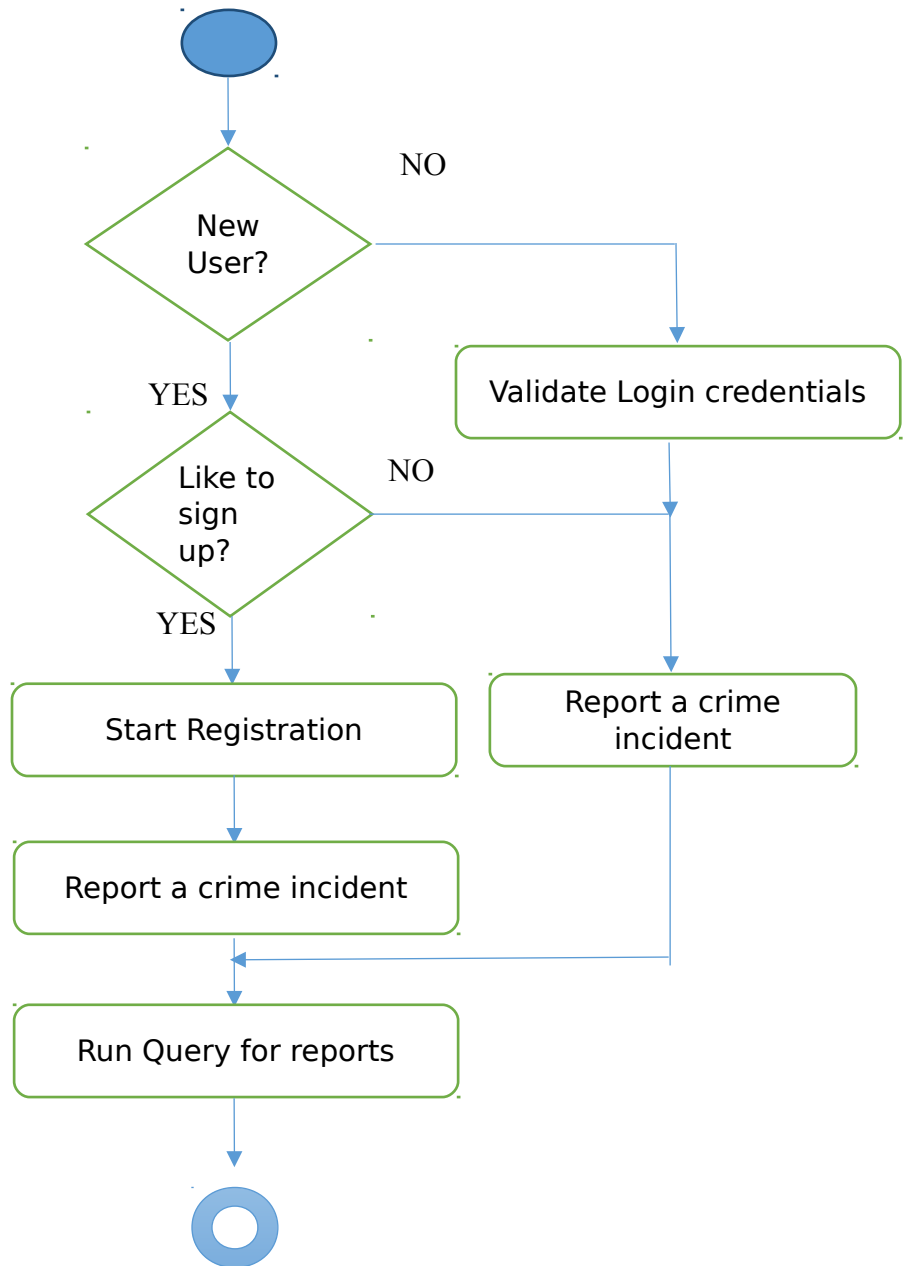 NO
New
User?
YES
Validate Login credentials
Like to
sign
up?
NO
YES
Start Registration
Report a crime
incident
Report a crime incident
Run Query for reports